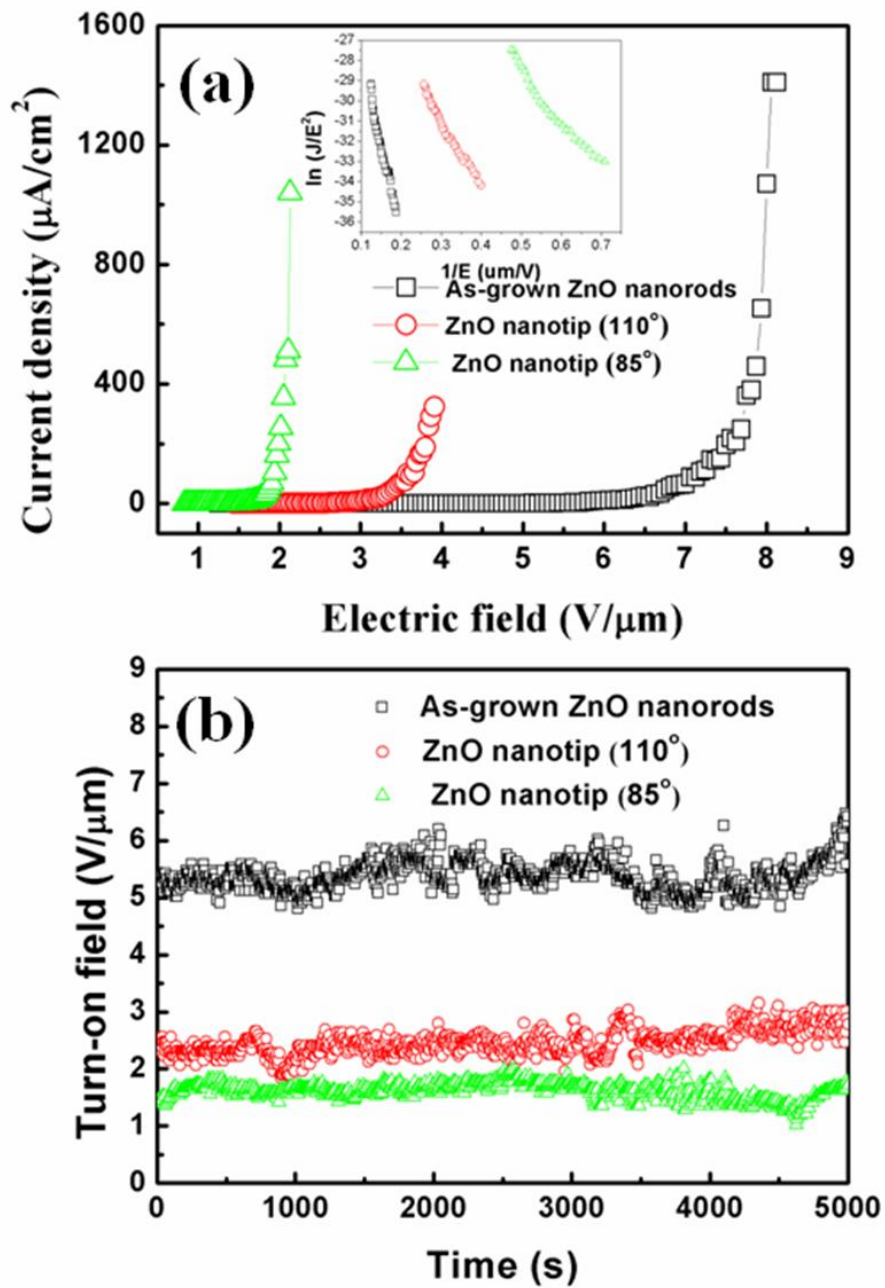 1600
1200
800
400
0
Current density (μA/cm²)
(a)
-27
-28
-29
-30
-31
-32
-33
-34
-35
-36
ln (J/E²)
0.1 0.2 0.3 0.4 0.5 0.6 0.7
1/E (um/V)
As-grown ZnO nanorods
ZnO nanotip (110°)
ZnO nanotip (85°)
1 2 3 4 5 6 7 8 9
Electric field (V/μm)
9
8
7
6
5
4
3
2
1
0
Turn-on field (V/μm)
(b)
As-grown ZnO nanorods
ZnO nanotip (110°)
ZnO nanotip (85°)
0 1000 2000 3000 4000 5000
Time (s)